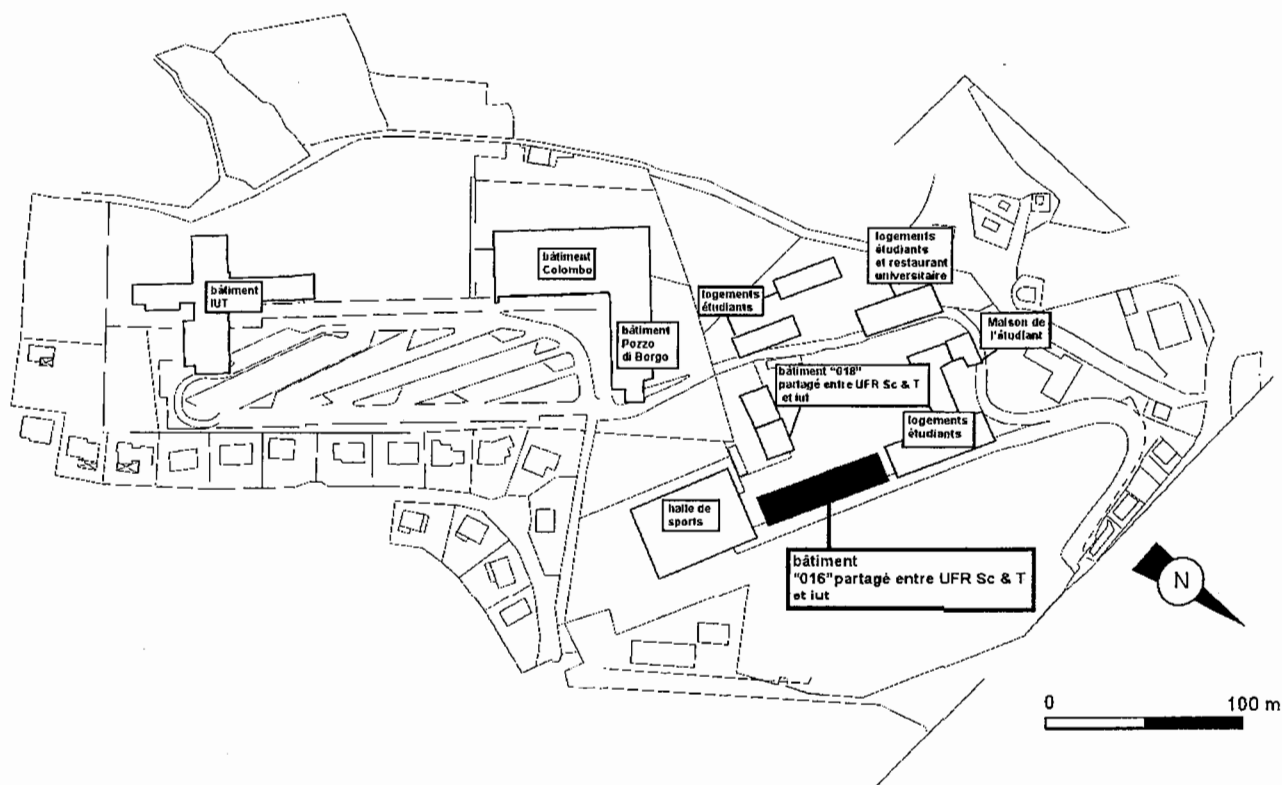 logements
étudiants
et restaurant
universitaire
bâtiment
Colombo
bâtiment
IUT
logements
étudiants
Maison de
l'étudiant
bâtiment
Pozzo
di Borgo
bâtiment "018"
partagé entre UFR Sc & T
et iut
logements
étudiants
halle de
sports
bâtiment
"016" partagé entre UFR Sc & T
et iut
N
0 100 m